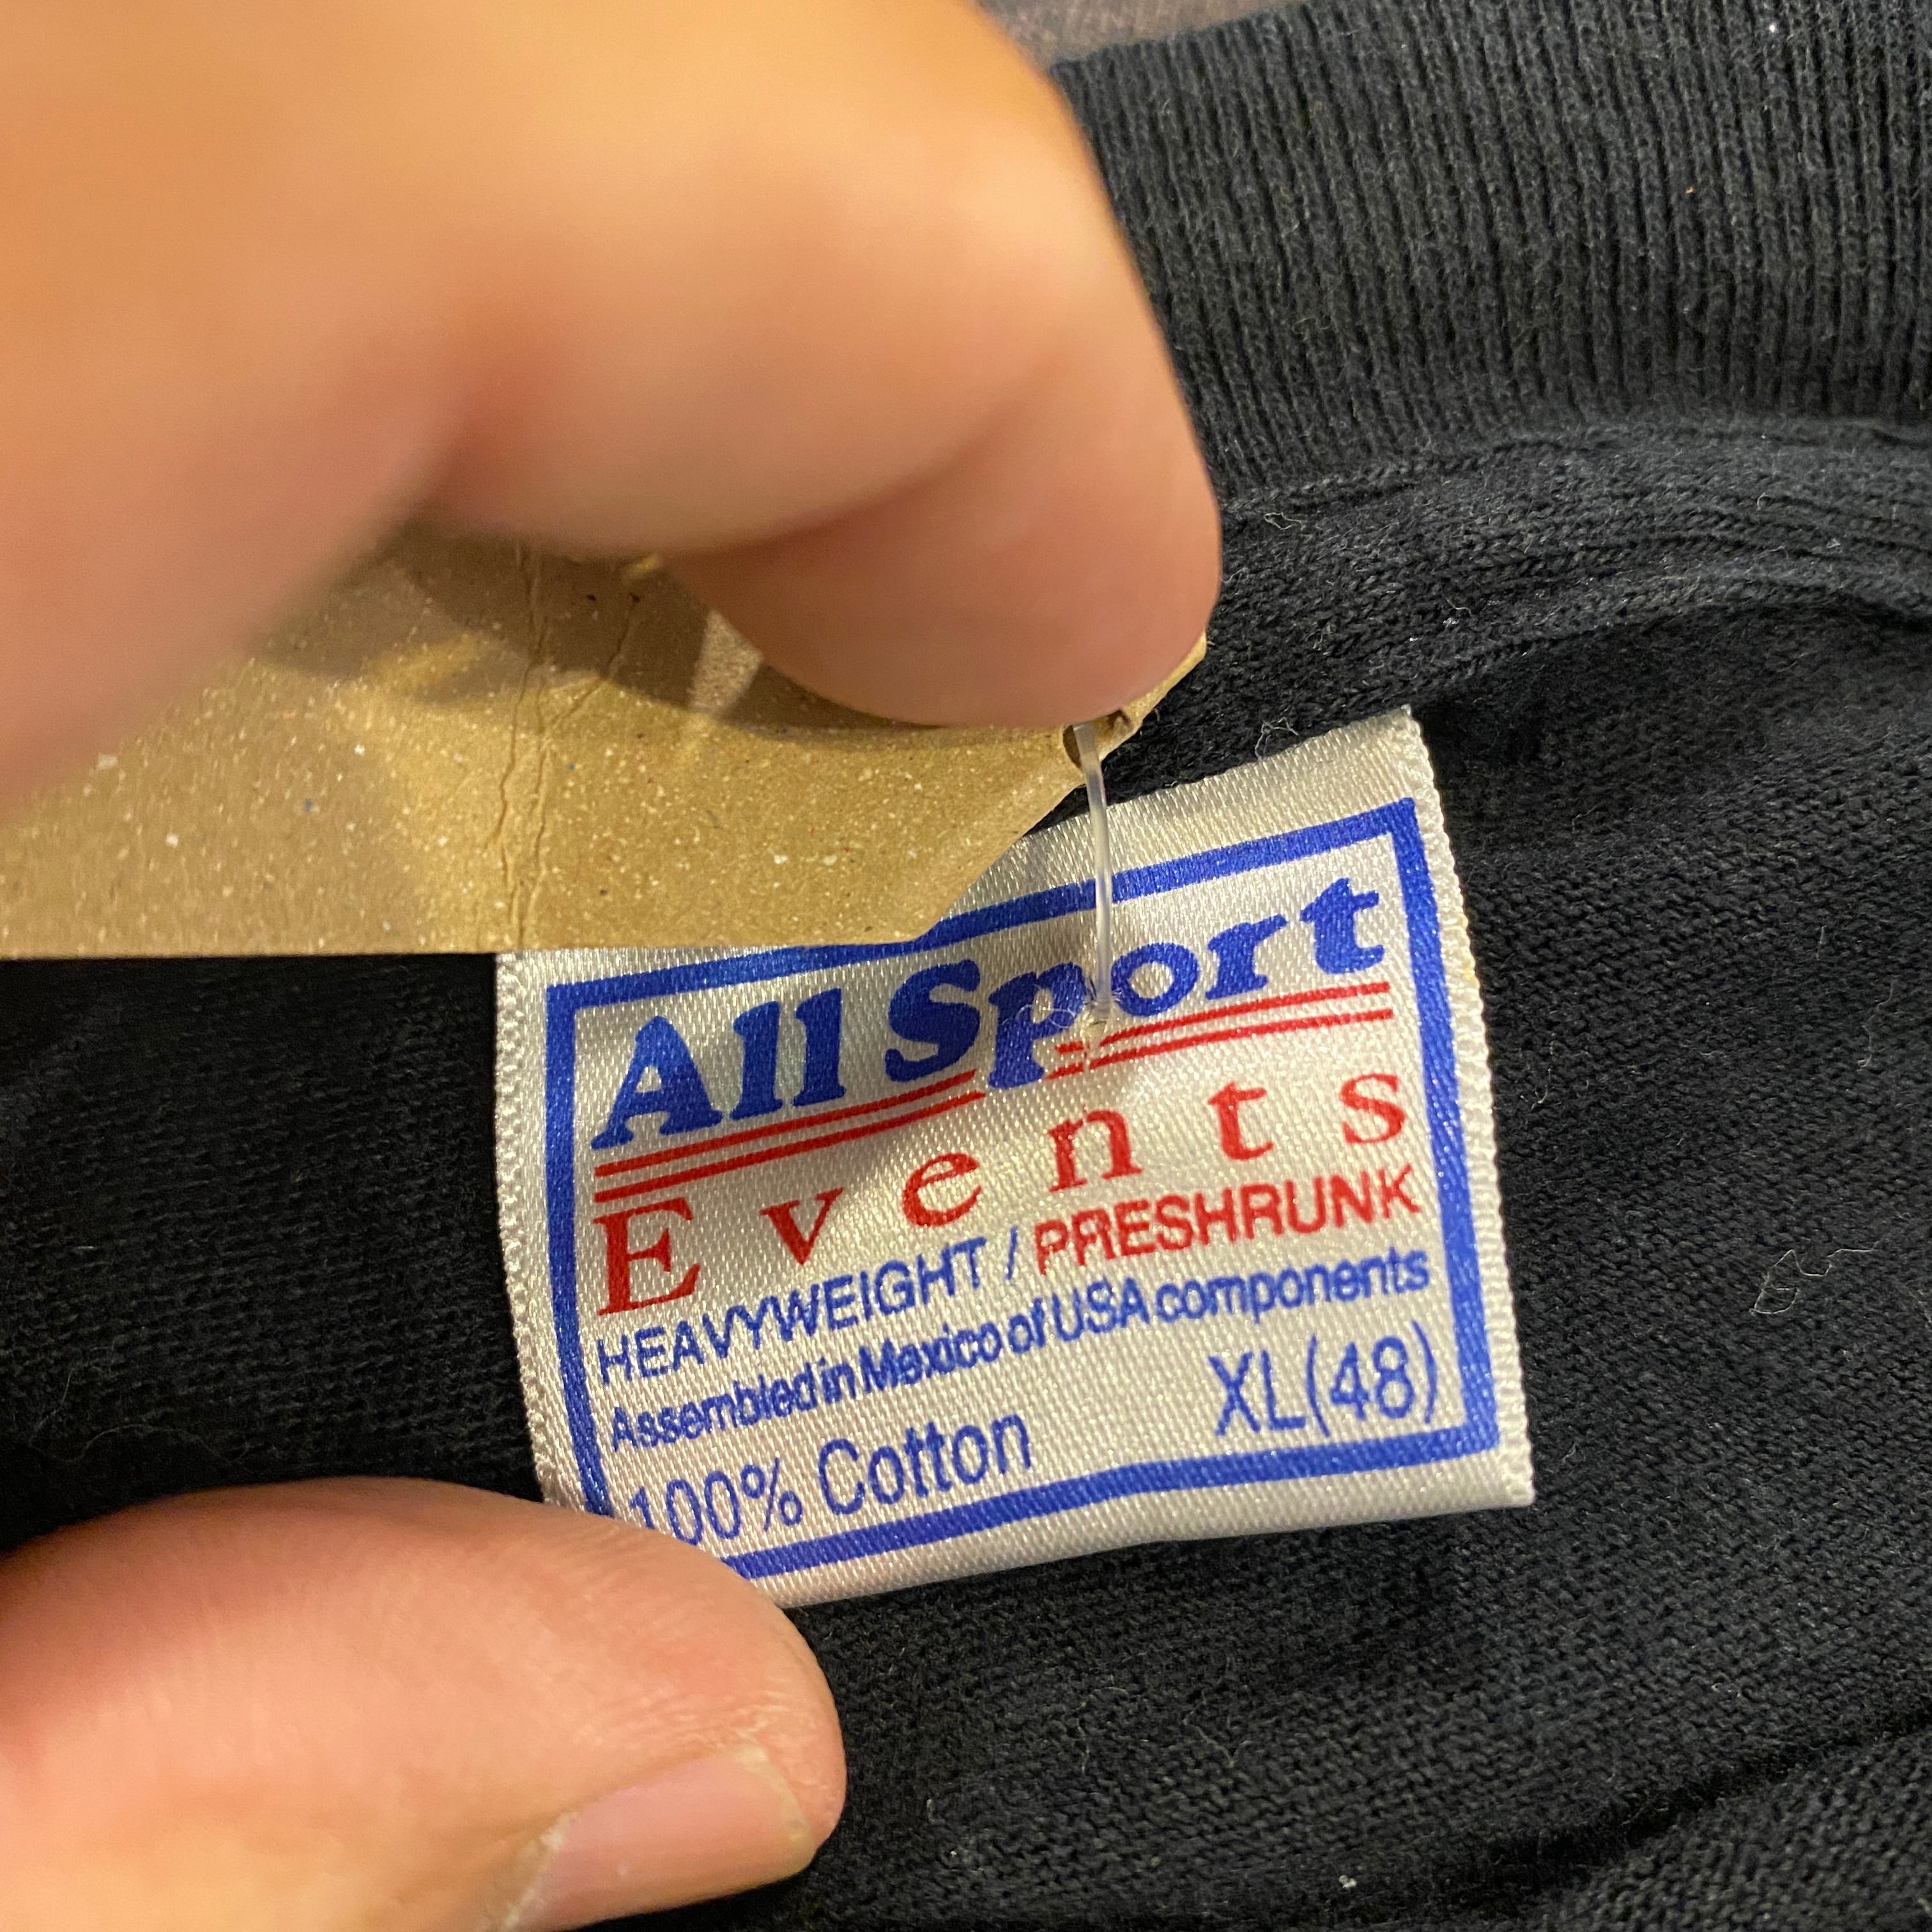 All Sport
Events
HEAVYWEIGHT / PRESHRUNK
Assembled in Mexico of USA components
100% Cotton XL(48)